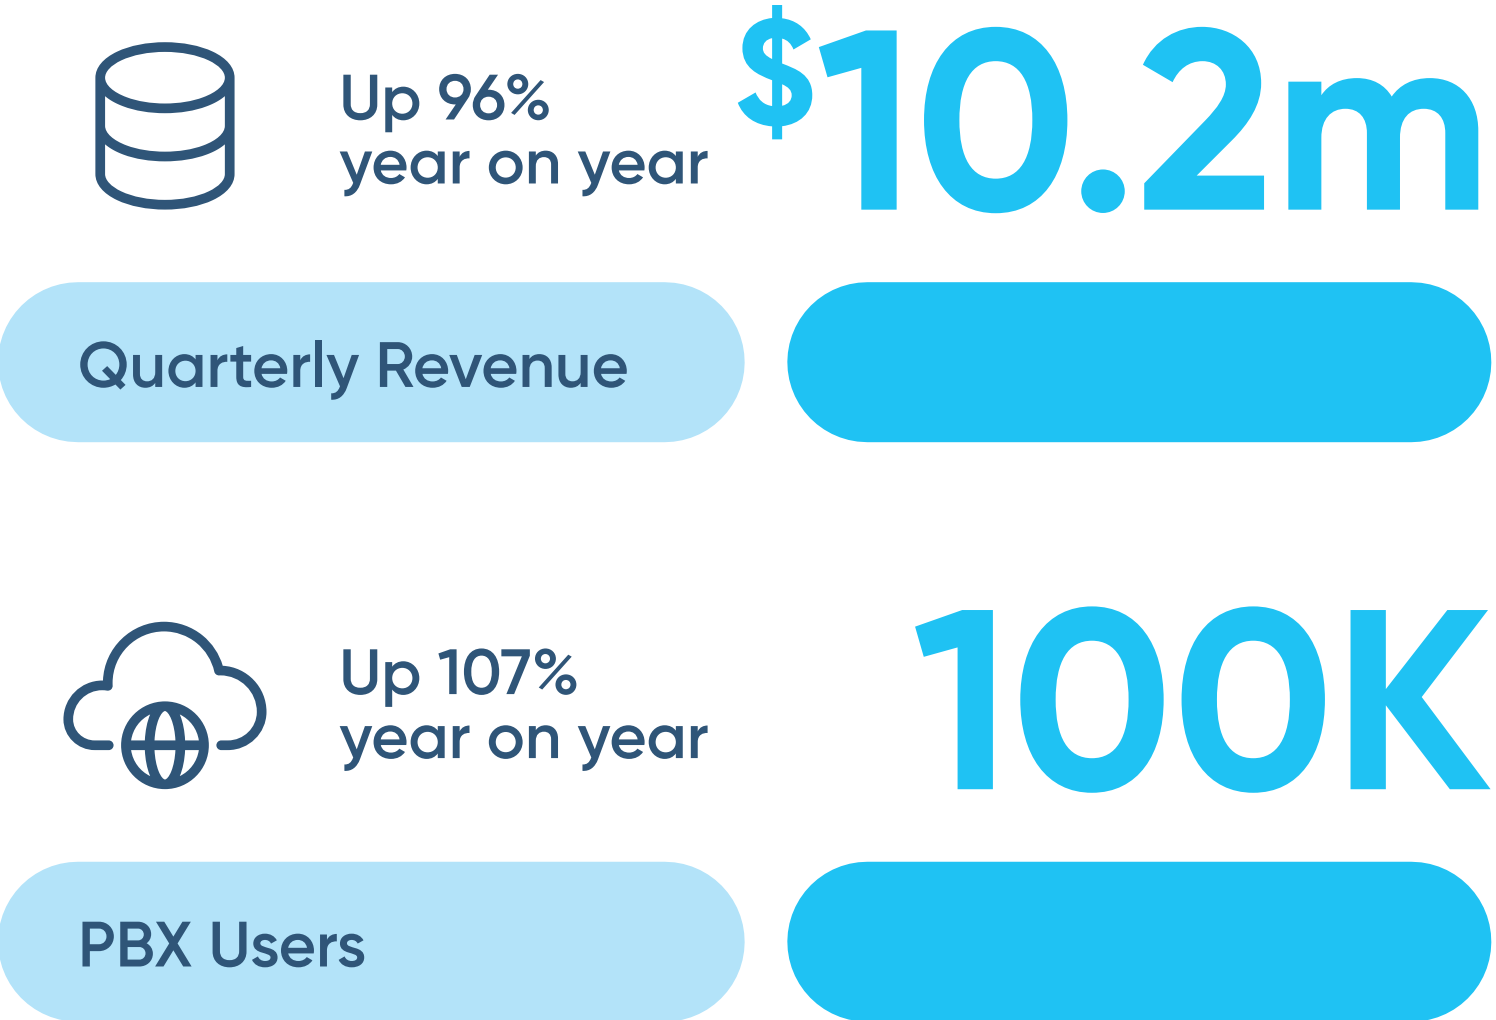 Up 96%
year on year
$10.2m
Quarterly Revenue
Up 107%
year on year
100K
PBX Users